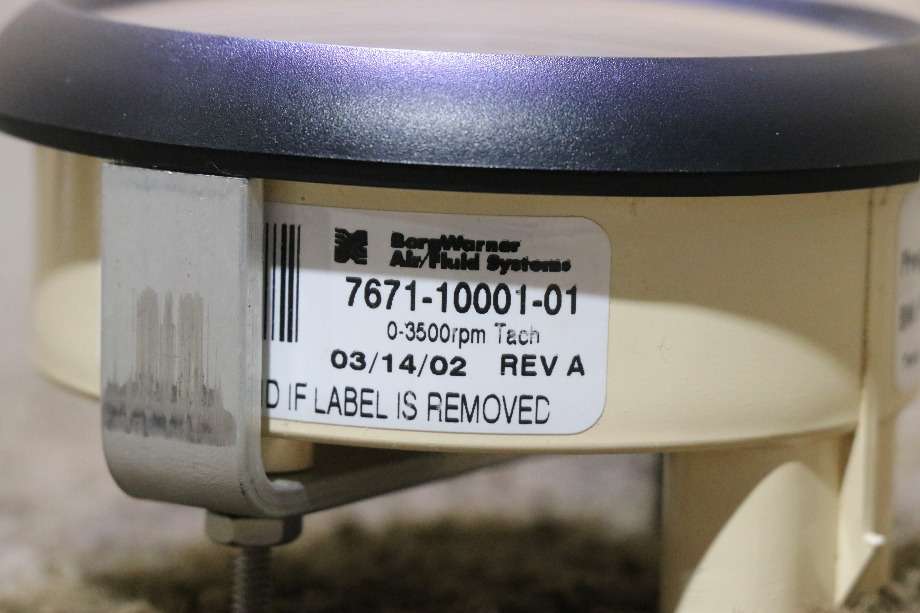 BorgWarner
Air/Fluid Systems
7671-10001-01
0-3500rpm Tach
03/14/02 REV A
D IF LABEL IS REMOVED